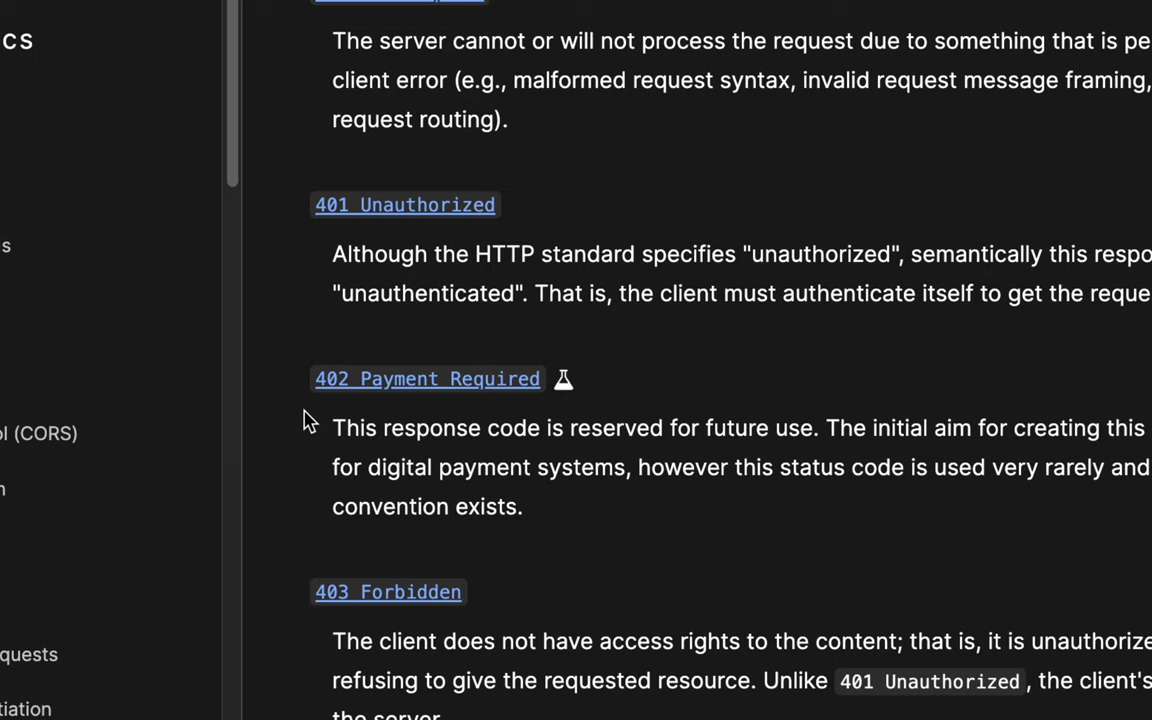 cs
s
ol (CORS)
n
quests
tiation
The server cannot or will not process the request due to something that is pe
client error (e.g., malformed request syntax, invalid request message framing,
request routing).
401 Unauthorized
Although the HTTP standard specifies "unauthorized", semantically this respo
"unauthenticated". That is, the client must authenticate itself to get the reque
402 Payment Required
This response code is reserved for future use. The initial aim for creating this
for digital payment systems, however this status code is used very rarely and
convention exists.
403 Forbidden
The client does not have access rights to the content; that is, it is unauthorize
refusing to give the requested resource. Unlike 401 Unauthorized, the client's
the server.